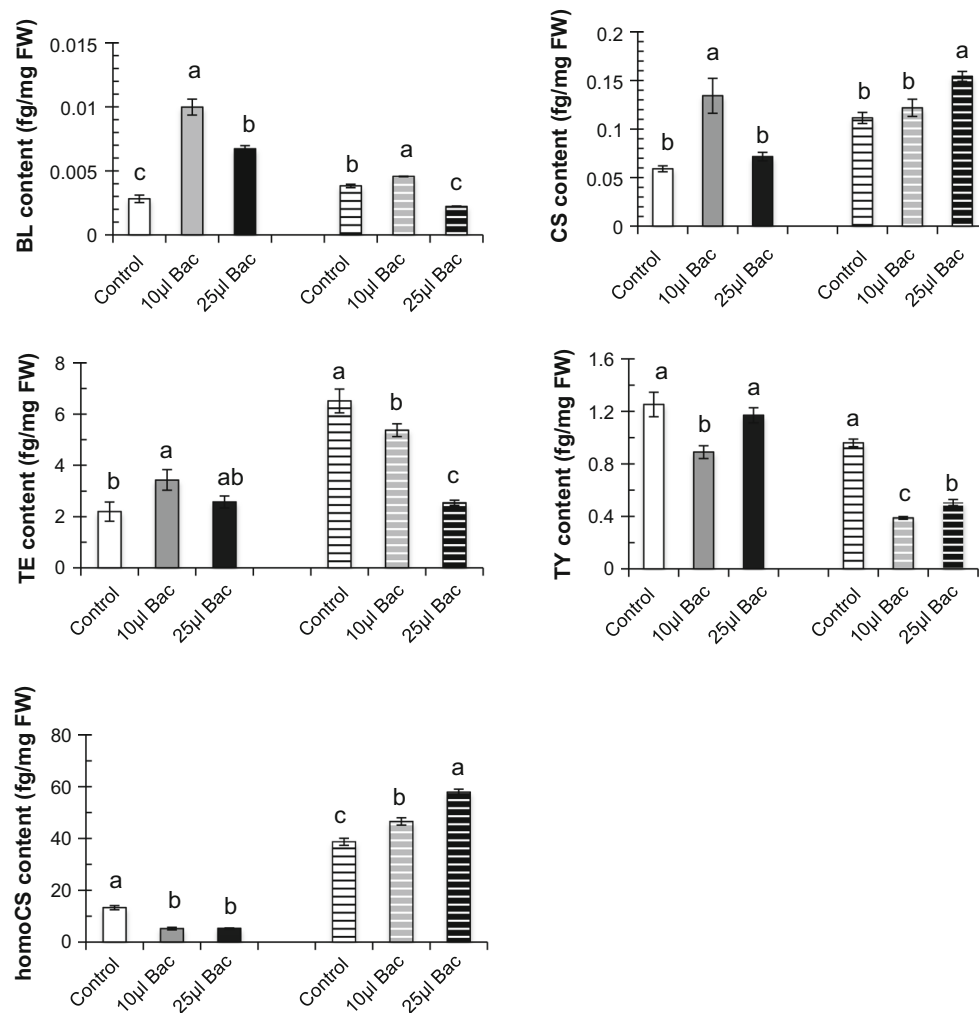 BL content (fg/mg FW)
0.015
0.01
0.005
0
c
a
b
b
a
c
Control
10µl Bac
25µl Bac
Control
10µl Bac
25µl Bac
CS content (fg/mg FW)
0.2
0.15
0.1
0.05
0
b
a
b
b
b
a
Control
10µl Bac
25µl Bac
Control
10µl Bac
25µl Bac
TE content (fg/mg FW)
8
6
4
2
0
b
a
ab
a
b
c
Control
10µl Bac
25µl Bac
Control
10µl Bac
25µl Bac
TY content (fg/mg FW)
1.6
1.2
0.8
0.4
0
a
b
a
a
c
b
Control
10µl Bac
25µl Bac
Control
10µl Bac
25µl Bac
homoCS content (fg/mg FW)
80
60
40
20
0
a
b
b
c
b
a
Control
10µl Bac
25µl Bac
Control
10µl Bac
25µl Bac